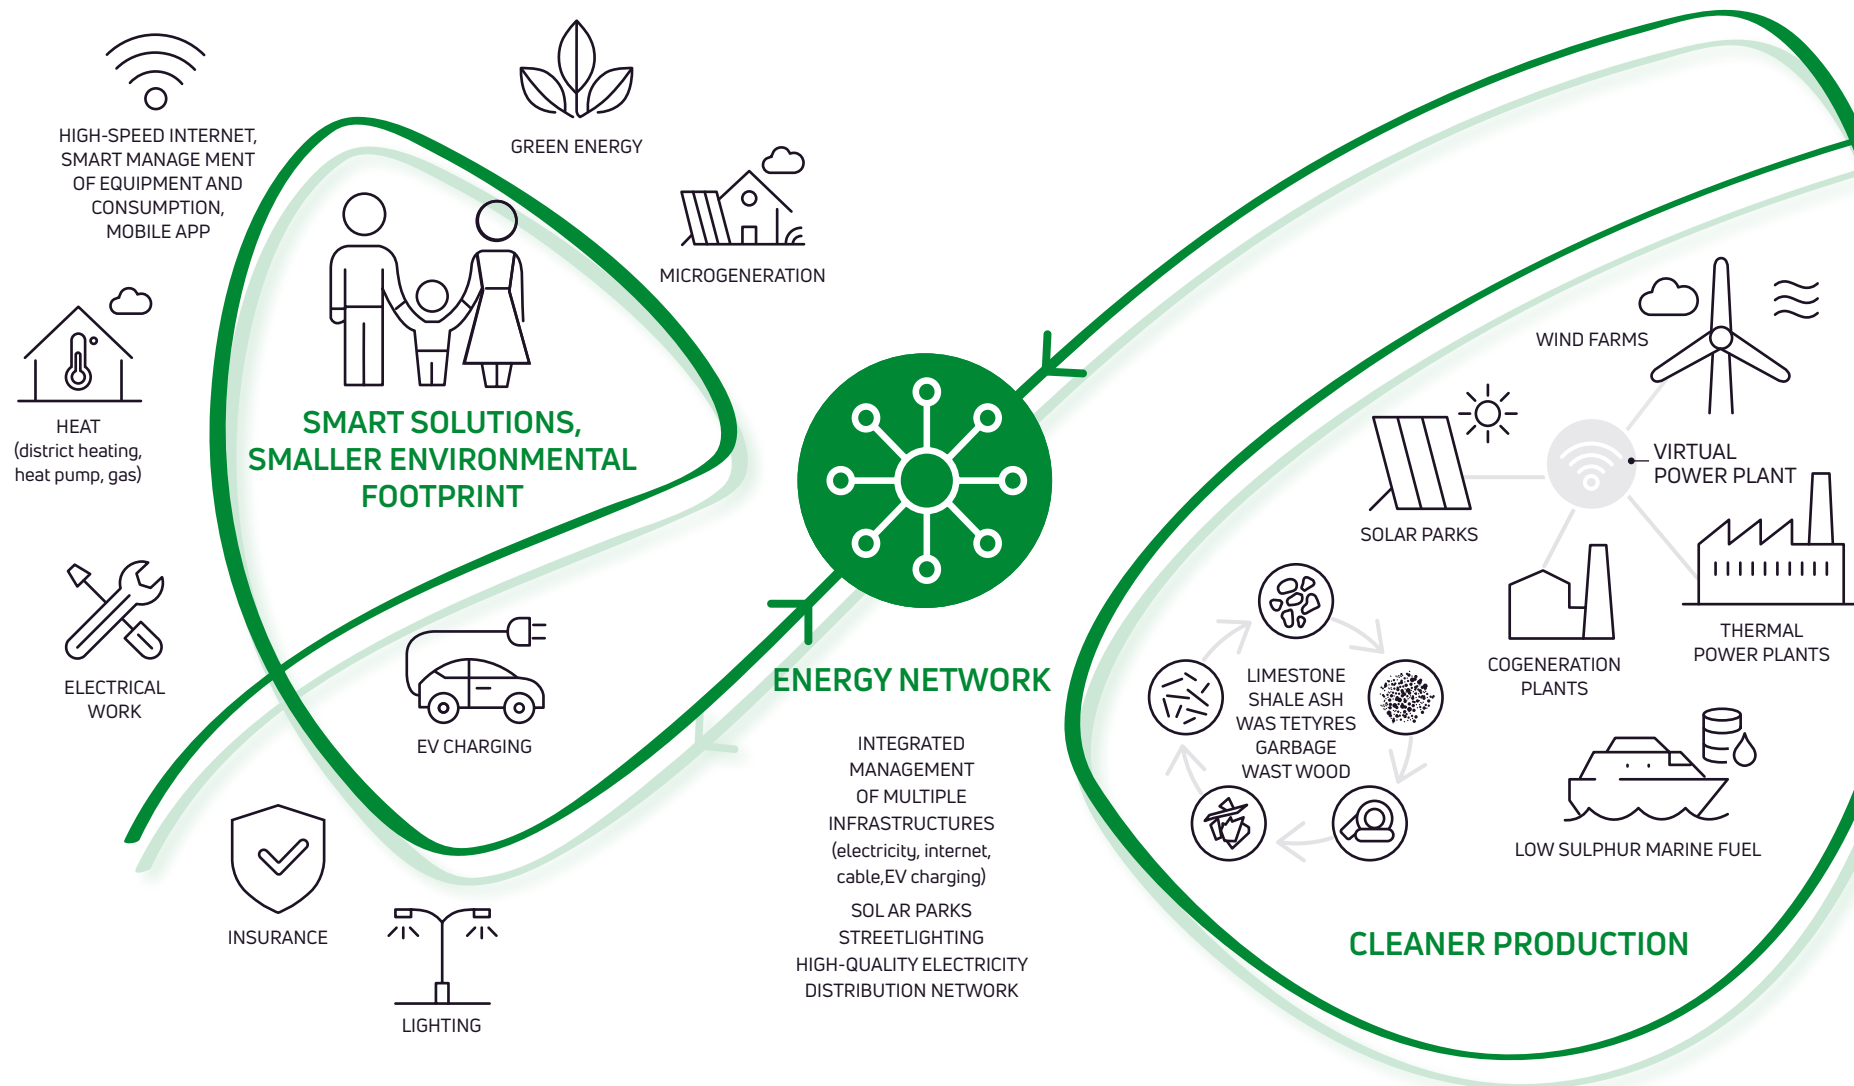 HIGH-SPEED INTERNET,
SMART MANAGE MENT
OF EQUIPMENT AND
CONSUMPTION,
MOBILE APP
GREEN ENERGY
MICROGENERATION
HEAT
(district heating,
heat pump, gas)
SMART SOLUTIONS,
SMALLER ENVIRONMENTAL
FOOTPRINT
ELECTRICAL
WORK
EV CHARGING
INSURANCE
LIGHTING
ENERGY NETWORK
INTEGRATED
MANAGEMENT
OF MULTIPLE
INFRASTRUCTURES
(electricity, internet,
cable,EV charging)
SOL AR PARKS
STREETLIGHTING
HIGH-QUALITY ELECTRICITY
DISTRIBUTION NETWORK
WIND FARMS
VIRTUAL
POWER PLANT
SOLAR PARKS
THERMAL
POWER PLANTS
COGENERATION
PLANTS
LIMESTONE
SHALE ASH
WAS TETYRES
GARBAGE
WAST WOOD
LOW SULPHUR MARINE FUEL
CLEANER PRODUCTION